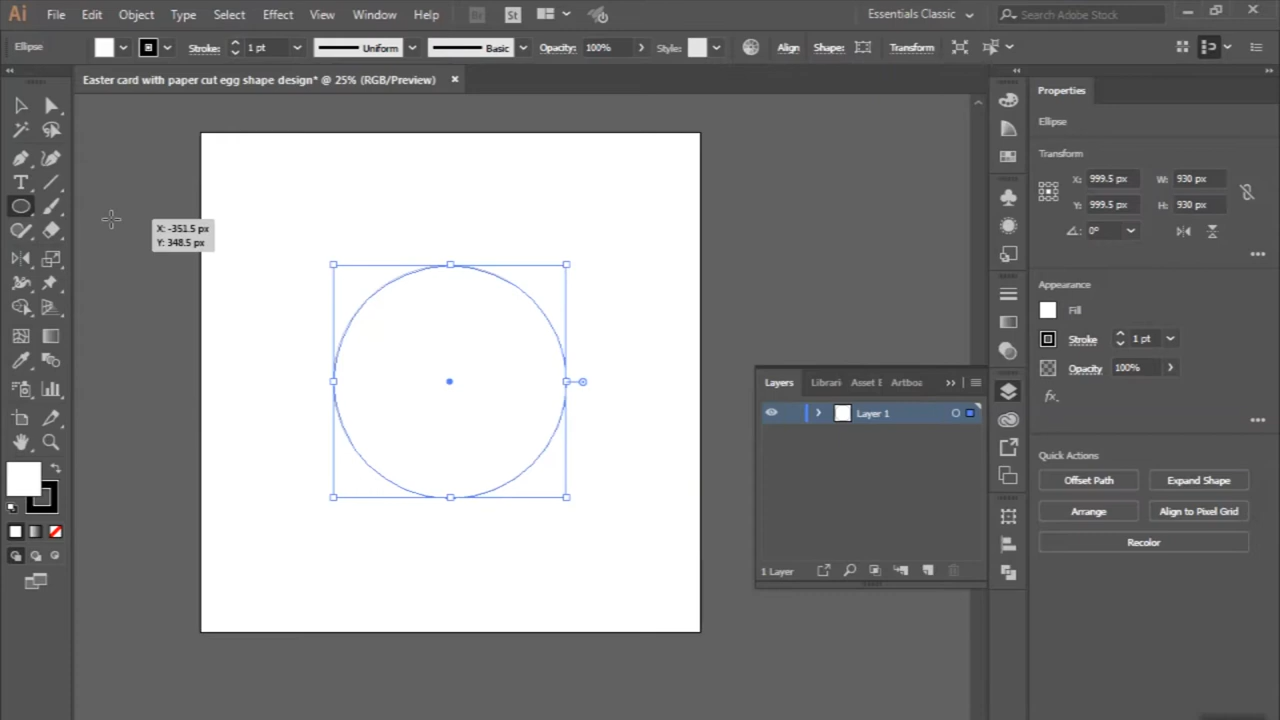 Ai File Edit Object Type Select Effect View Window Help Br St Essentials Classic Search Adobe Stock
Ellipse Stroke: 1 pt Uniform Basic Opacity: 100% Style: Align Shape: Transform
Easter card with paper cut egg shape design* @ 25% (RGB/Preview)
Properties
Ellipse
Transform
X: 999.5 px W: 930 px
Y: 999.5 px H: 930 px
0°
X: -351.5 px
Y: 348.5 px
Appearance
Fill
Stroke 1 pt
Opacity 100%
fx.
Layers Librari Asset E Artboa
Layer 1
1 Layer
Quick Actions
Offset Path Expand Shape
Arrange Align to Pixel Grid
Recolor